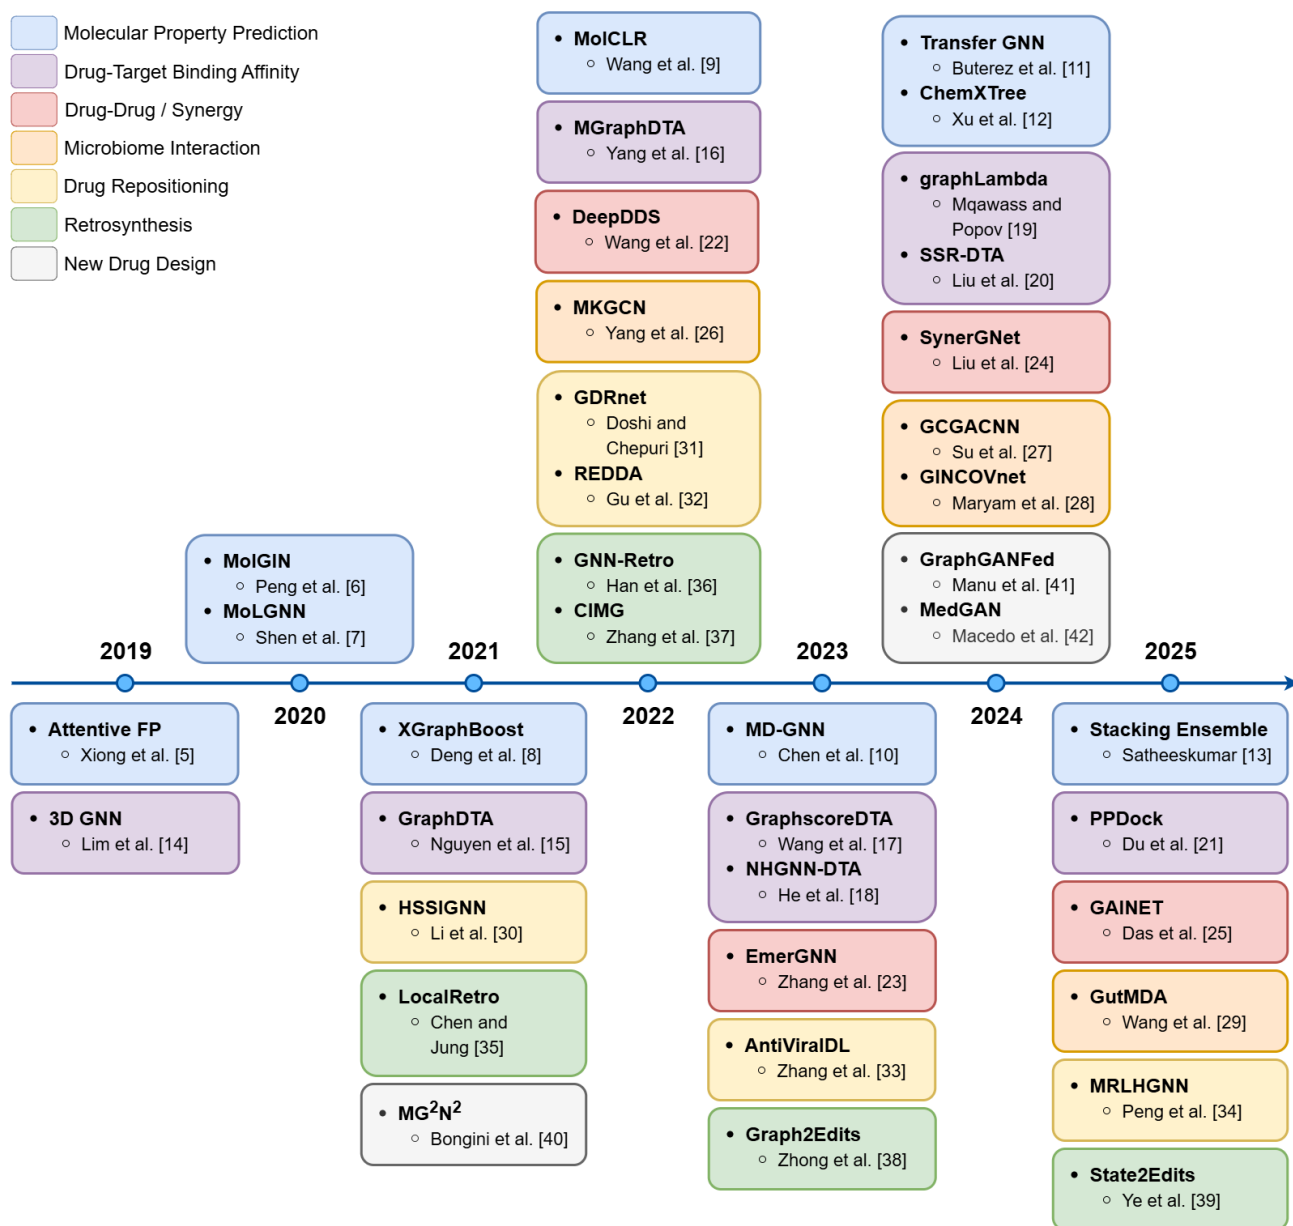 Molecular Property Prediction
Drug-Target Binding Affinity
Drug-Drug / Synergy
Microbiome Interaction
Drug Repositioning
Retrosynthesis
New Drug Design
• MolCLR
○ Wang et al. [9]
• MGraphDTA
○ Yang et al. [16]
• DeepDDS
○ Wang et al. [22]
• MKGCN
○ Yang et al. [26]
• GDRnet
○ Doshi and
Chepuri [31]
• REDDA
○ Gu et al. [32]
• GNN-Retro
○ Han et al. [36]
• CIMG
○ Zhang et al. [37]
• Transfer GNN
○ Buterez et al. [11]
• ChemXTree
○ Xu et al. [12]
• graphLambda
○ Mqawass and
Popov [19]
• SSR-DTA
○ Liu et al. [20]
• SynerGNet
○ Liu et al. [24]
• GCGACNN
○ Su et al. [27]
• GINCOVnet
○ Maryam et al. [28]
• GraphGANFed
○ Manu et al. [41]
• MedGAN
○ Macedo et al. [42]
• MolGIN
○ Peng et al. [6]
• MoLGNN
○ Shen et al. [7]
2019
2021
2023
2025
2020
2022
2024
• Attentive FP
○ Xiong et al. [5]
• 3D GNN
○ Lim et al. [14]
• XGraphBoost
○ Deng et al. [8]
• GraphDTA
○ Nguyen et al. [15]
• HSSIGNN
○ Li et al. [30]
• LocalRetro
○ Chen and
Jung [35]
• MG²N²
○ Bongini et al. [40]
• MD-GNN
○ Chen et al. [10]
• GraphscoreDTA
○ Wang et al. [17]
• NHGNN-DTA
○ He et al. [18]
• EmerGNN
○ Zhang et al. [23]
• AntiViralDL
○ Zhang et al. [33]
• Graph2Edits
○ Zhong et al. [38]
• Stacking Ensemble
○ Satheeskumar [13]
• PPDock
○ Du et al. [21]
• GAINET
○ Das et al. [25]
• GutMDA
○ Wang et al. [29]
• MRLHGNN
○ Peng et al. [34]
• State2Edits
○ Ye et al. [39]